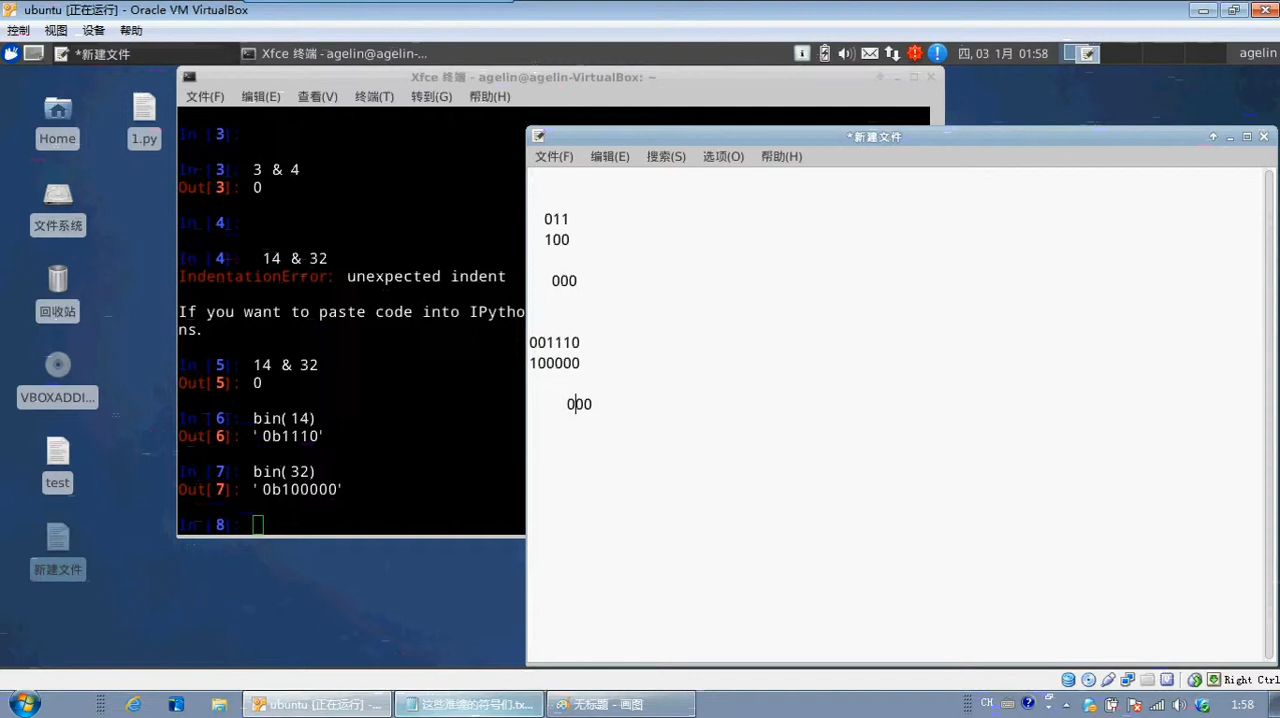 ubuntu [正在运行] - Oracle VM VirtualBox
控制 视图 设备 帮助
*新建文件
Xfce 终端 - agelin@agelin-...
四, 03 1月 01:58
agelin
Home
1.py
文件系统
回收站
VBOXADDI...
test
新建文件
Xfce 终端 - agelin@agelin-VirtualBox: ~
文件(F) 编辑(E) 查看(V) 终端(T) 转到(G) 帮助(H)
In [3]:
In [3]: 3 & 4
Out[3]: 0
In [4]:
In [4]:  14 & 32
IndentationError: unexpected indent
If you want to paste code into IPytho
ns.
In [5]: 14 & 32
Out[5]: 0
In [6]: bin(14)
Out[6]: '0b1110'
In [7]: bin(32)
Out[7]: '0b100000'
In [8]:
*新建文件
文件(F) 编辑(E) 搜索(S) 选项(O) 帮助(H)
011
100
000
001110
100000
000
Right Ctrl
ubuntu [正在运行] -...
这些准编的符号们.tx...
无标题 - 画图
CH
1:58